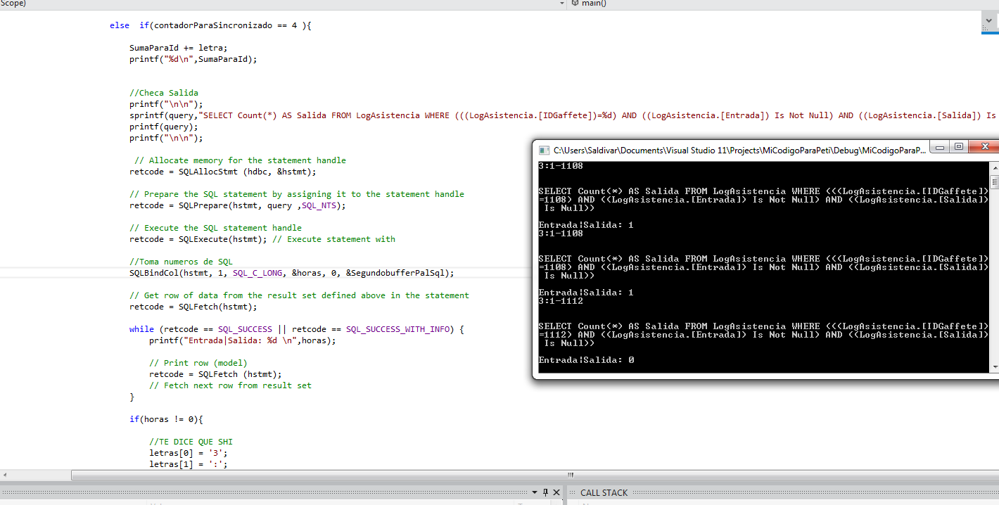 Scope)
main()
else  if(contadorParaSincronizado == 4 ){
SumaParaId += letra;
printf("%d\n",SumaParaId);
//Checa Salida
printf("\n\n");
sprintf(query,"SELECT Count(*) AS Salida FROM LogAsistencia WHERE (((LogAsistencia.[IDGaffete])=%d) AND ((LogAsistencia.[Entrada]) Is Not Null) AND ((LogAsistencia.[Salida]) Is
printf(query);
printf("\n\n");
// Allocate memory for the statement handle
retcode = SQLAllocStmt (hdbc, &hstmt);
// Prepare the SQL statement by assigning it to the statement handle
retcode = SQLPrepare(hstmt, query ,SQL_NTS);
// Execute the SQL statement handle
retcode = SQLExecute(hstmt); // Execute statement with
//Toma numeros de SQL
SQLBindCol(hstmt, 1, SQL_C_LONG, &horas, 0, &SegundobufferPalSql);
// Get row of data from the result set defined above in the statement
retcode = SQLFetch(hstmt);
while (retcode == SQL_SUCCESS || retcode == SQL_SUCCESS_WITH_INFO) {
printf("Entrada|Salida: %d \n",horas);
// Print row (model)
retcode = SQLFetch (hstmt);
// Fetch next row from result set
}
if(horas != 0){
//TE DICE QUE SHI
letras[0] = '3';
letras[1] = ':';
C:\Users\Saldivar\Documents\Visual Studio 11\Projects\MiCodigoParaPeti\Debug\MiCodigoParaP...
3:1-1108
SELECT Count(*) AS Salida FROM LogAsistencia WHERE (((LogAsistencia.[IDGaffete])
=1108) AND ((LogAsistencia.[Entrada]) Is Not Null) AND ((LogAsistencia.[Salida])
Is Null))
Entrada|Salida: 1
3:1-1108
SELECT Count(*) AS Salida FROM LogAsistencia WHERE (((LogAsistencia.[IDGaffete])
=1108) AND ((LogAsistencia.[Entrada]) Is Not Null) AND ((LogAsistencia.[Salida])
Is Null))
Entrada|Salida: 1
3:1-1112
SELECT Count(*) AS Salida FROM LogAsistencia WHERE (((LogAsistencia.[IDGaffete])
=1112) AND ((LogAsistencia.[Entrada]) Is Not Null) AND ((LogAsistencia.[Salida])
Is Null))
Entrada|Salida: 0
CALL STACK